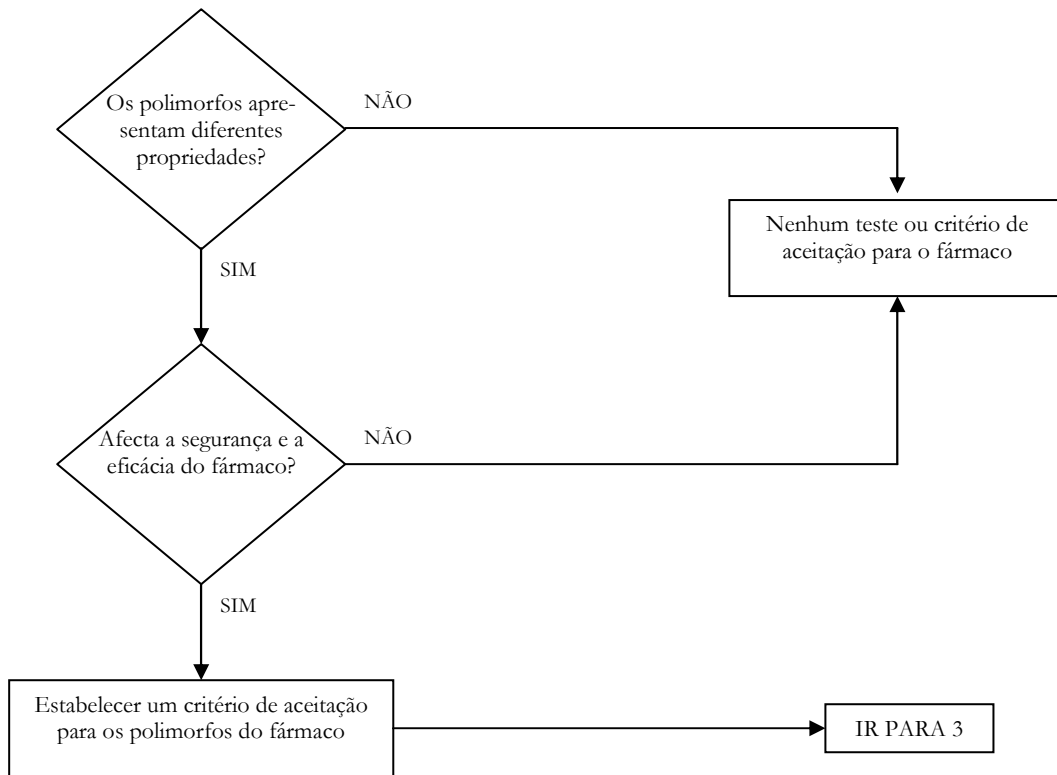 Os polimorfos apre-
sentam diferentes
propriedades?
NÃO
Nenhum teste ou critério de
aceitação para o fármaco
SIM
Afecta a segurança e a
eficácia do fármaco?
NÃO
SIM
Estabelecer um critério de aceitação
para os polimorfos do fármaco
IR PARA 3